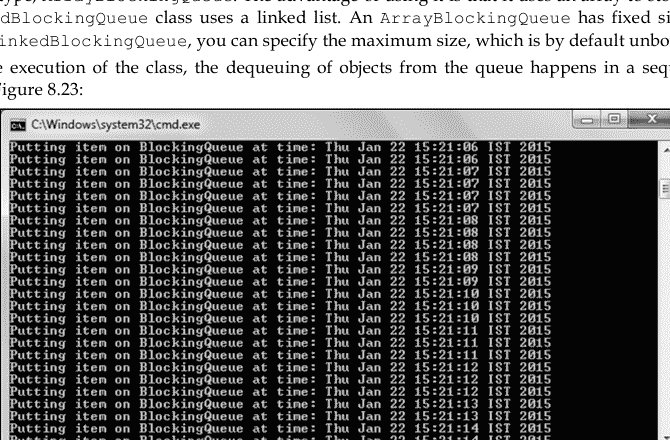 The advantage of using it is that it uses an array to
dBlockingQueue class uses a linked list. An ArrayBlockingQueue has fixed si
inkedBlockingQueue, you can specify the maximum size, which is by default unbo
e execution of the class, the dequeuing of objects from the queue happens in a sequ
Figure 8.23:
C:\Windows\system32\cmd.exe
Putting item on BlockingQueue at time: Thu Jan 22 15:21:06 IST 2015
Putting item on BlockingQueue at time: Thu Jan 22 15:21:06 IST 2015
Putting item on BlockingQueue at time: Thu Jan 22 15:21:07 IST 2015
Putting item on BlockingQueue at time: Thu Jan 22 15:21:07 IST 2015
Putting item on BlockingQueue at time: Thu Jan 22 15:21:07 IST 2015
Putting item on BlockingQueue at time: Thu Jan 22 15:21:07 IST 2015
Putting item on BlockingQueue at time: Thu Jan 22 15:21:08 IST 2015
Putting item on BlockingQueue at time: Thu Jan 22 15:21:08 IST 2015
Putting item on BlockingQueue at time: Thu Jan 22 15:21:08 IST 2015
Putting item on BlockingQueue at time: Thu Jan 22 15:21:08 IST 2015
Putting item on BlockingQueue at time: Thu Jan 22 15:21:09 IST 2015
Putting item on BlockingQueue at time: Thu Jan 22 15:21:09 IST 2015
Putting item on BlockingQueue at time: Thu Jan 22 15:21:10 IST 2015
Putting item on BlockingQueue at time: Thu Jan 22 15:21:10 IST 2015
Putting item on BlockingQueue at time: Thu Jan 22 15:21:10 IST 2015
Putting item on BlockingQueue at time: Thu Jan 22 15:21:11 IST 2015
Putting item on BlockingQueue at time: Thu Jan 22 15:21:11 IST 2015
Putting item on BlockingQueue at time: Thu Jan 22 15:21:11 IST 2015
Putting item on BlockingQueue at time: Thu Jan 22 15:21:12 IST 2015
Putting item on BlockingQueue at time: Thu Jan 22 15:21:12 IST 2015
Putting item on BlockingQueue at time: Thu Jan 22 15:21:12 IST 2015
Putting item on BlockingQueue at time: Thu Jan 22 15:21:13 IST 2015
Putting item on BlockingQueue at time: Thu Jan 22 15:21:13 IST 2015
Putting item on BlockingQueue at time: Thu Jan 22 15:21:14 IST 2015
Putting item on BlockingQueue at time: Thu Jan 22 15:21:14 IST 2015